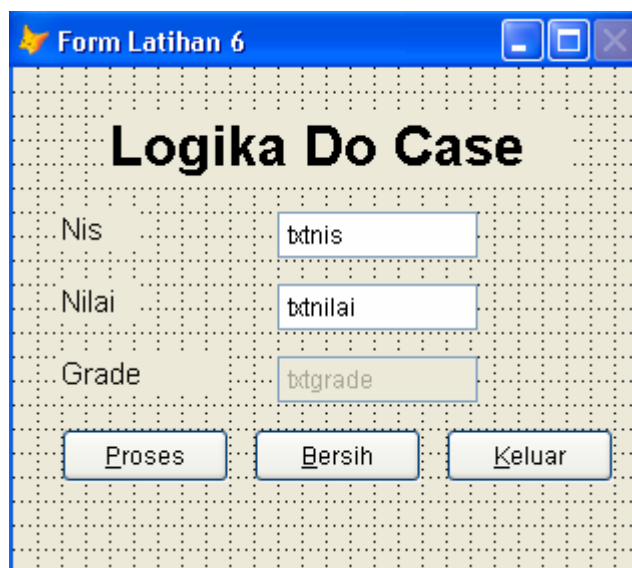 Form Latihan 6
Logika Do Case
Nis txtnis
Nilai txtnilai
Grade txtgrade
Proses Bersih Keluar